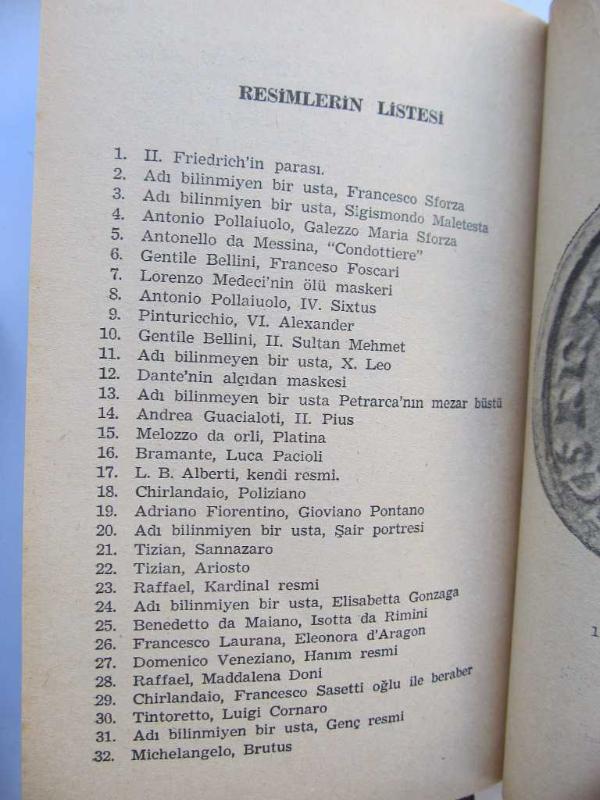 RESİMLERİN LİSTESİ
1. II. Friedrich'in parası.
2. Adı bilinmiyen bir usta, Francesco Sforza
3. Adı bilinmiyen bir usta, Sigismondo Maletesta
4. Antonio Pollaiuolo, Galezzo Maria Sforza
5. Antonello da Messina, "Condottiere"
6. Gentile Bellini, Franceso Foscari
7. Lorenzo Medeci'nin ölü maskeri
8. Antonio Pollaiuolo, IV. Sixtus
9. Pinturicchio, VI. Alexander
10. Gentile Bellini, II. Sultan Mehmet
11. Adı bilinmeyen bir usta, X. Leo
12. Dante'nin alçıdan maskesi
13. Adı bilinmeyen bir usta Petrarca'nın mezar büstü
14. Andrea Guacialoti, II. Pius
15. Melozzo da orli, Platina
16. Bramante, Luca Pacioli
17. L. B. Alberti, kendi resmi.
18. Chirlandaio, Poliziano
19. Adriano Fiorentino, Gioviano Pontano
20. Adı bilinmiyen bir usta, Şair portresi
21. Tizian, Sannazaro
22. Tizian, Ariosto
23. Raffael, Kardinal resmi
24. Adı bilinmiyen bir usta, Elisabetta Gonzaga
25. Benedetto da Maiano, Isotta da Rimini
26. Francesco Laurana, Eleonora d'Aragon
27. Domenico Veneziano, Hanım resmi
28. Raffael, Maddalena Doni
29. Chirlandaio, Francesco Sasetti oğlu ile beraber
30. Tintoretto, Luigi Cornaro
31. Adı bilinmiyen bir usta, Genç resmi
32. Michelangelo, Brutus
1